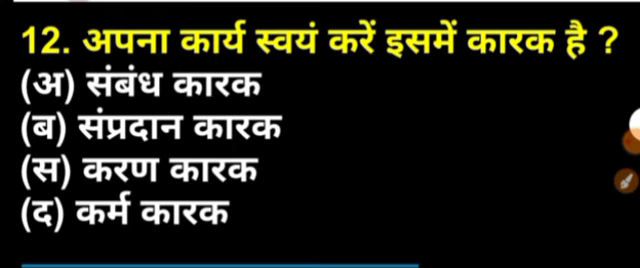 12. अपना कार्य स्वयं करें इसमें कारक है ?
(अ) संबंध कारक
(ब) संप्रदान कारक
(स) करण कारक
(द) कर्म कारक